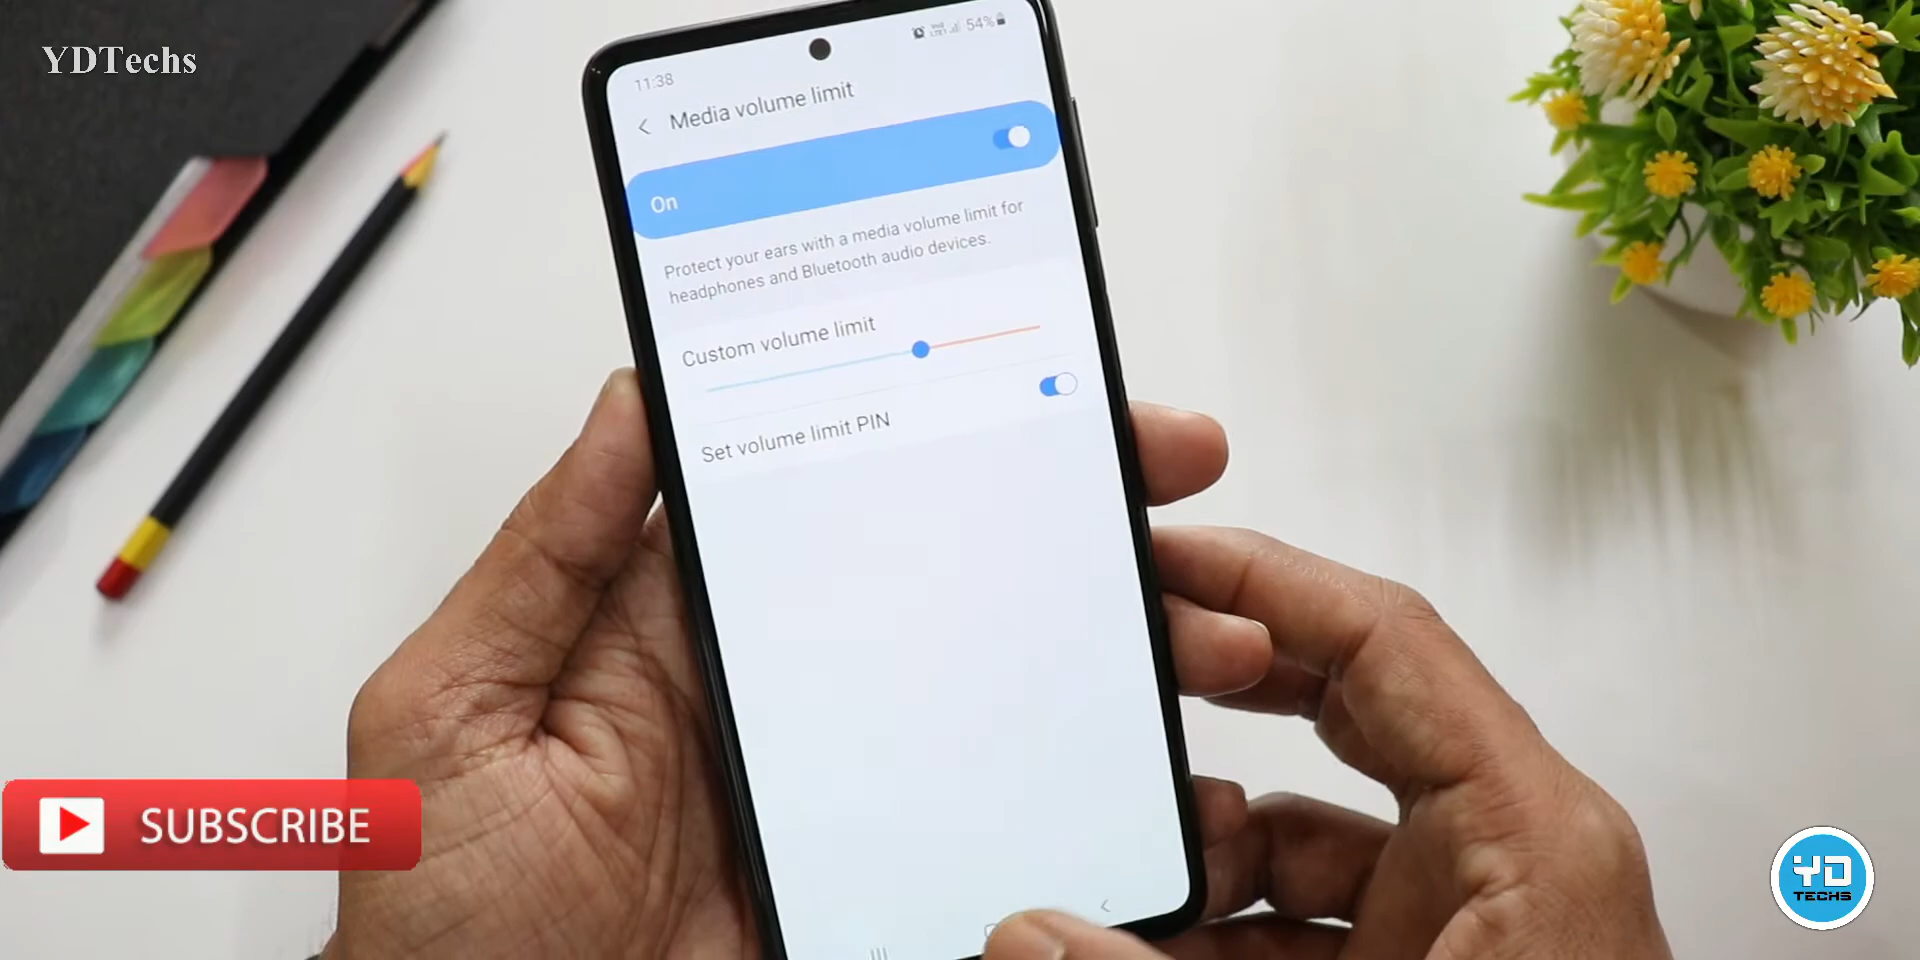 YDTechs
11:38
54%
Media volume limit
On
Protect your ears with a media volume limit for
headphones and Bluetooth audio devices.
Custom volume limit
Set volume limit PIN
SUBSCRIBE
YD
TECHS